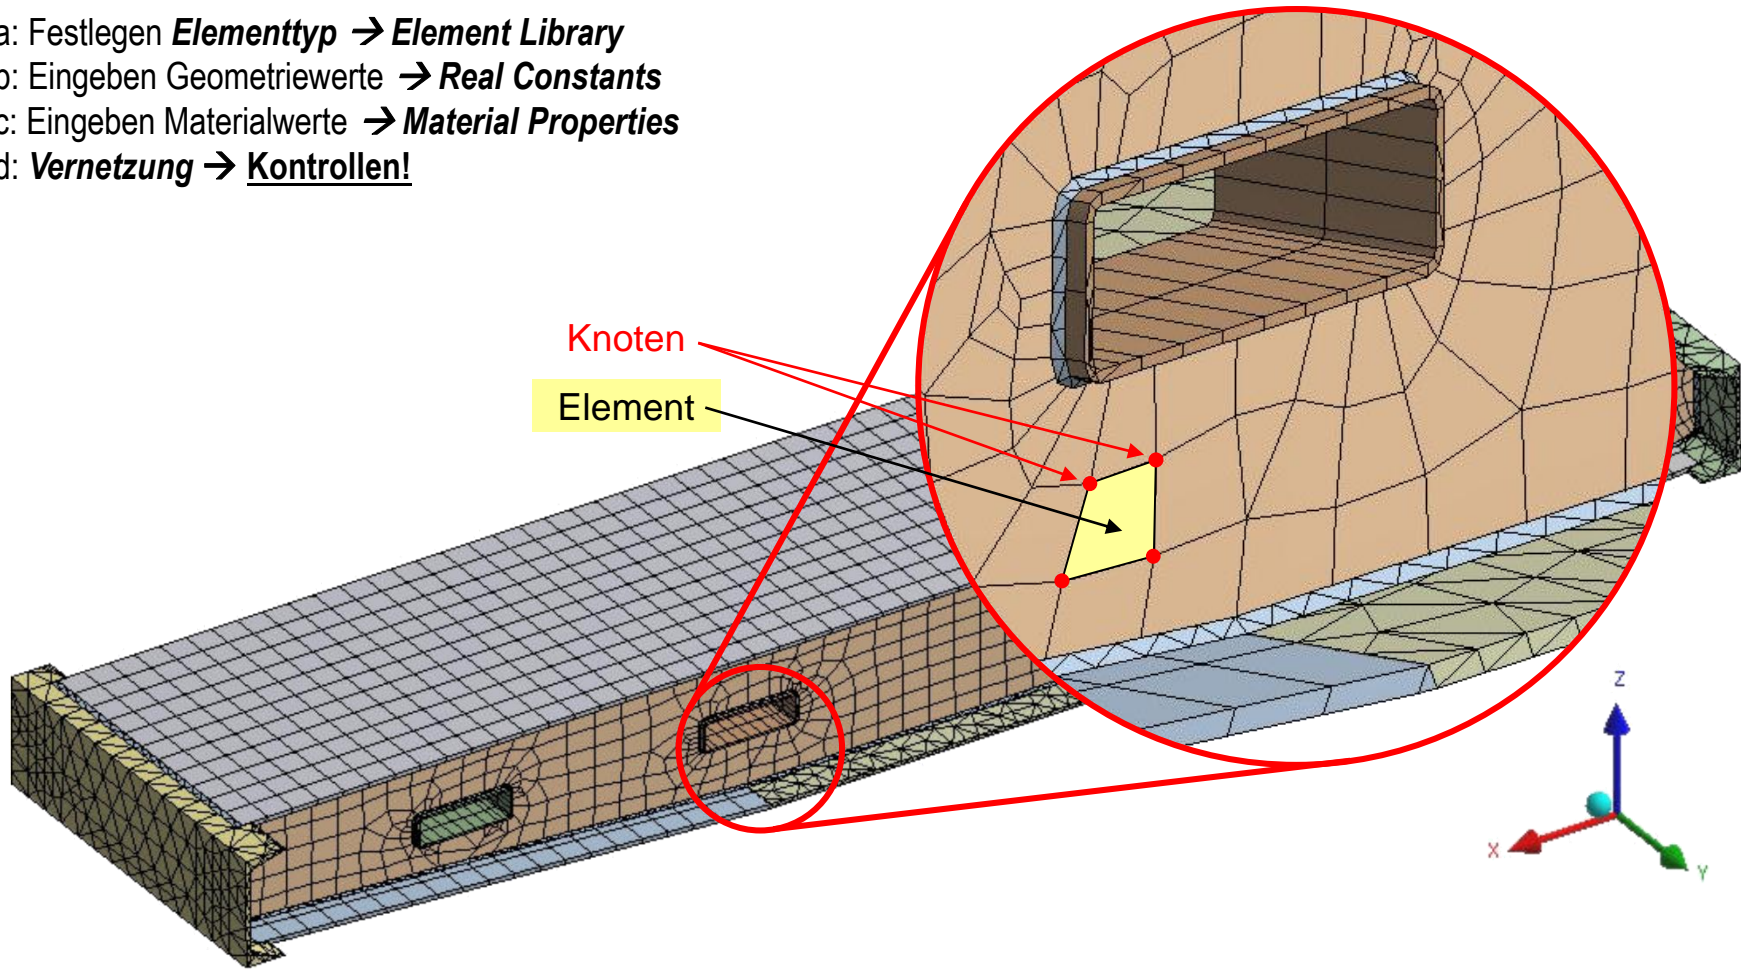 a: Festlegen Elementtyp → Element Library
b: Eingeben Geometriewerte → Real Constants
c: Eingeben Materialwerte → Material Properties
d: Vernetzung → Kontrollen!
Knoten
Element
Z
X
Y